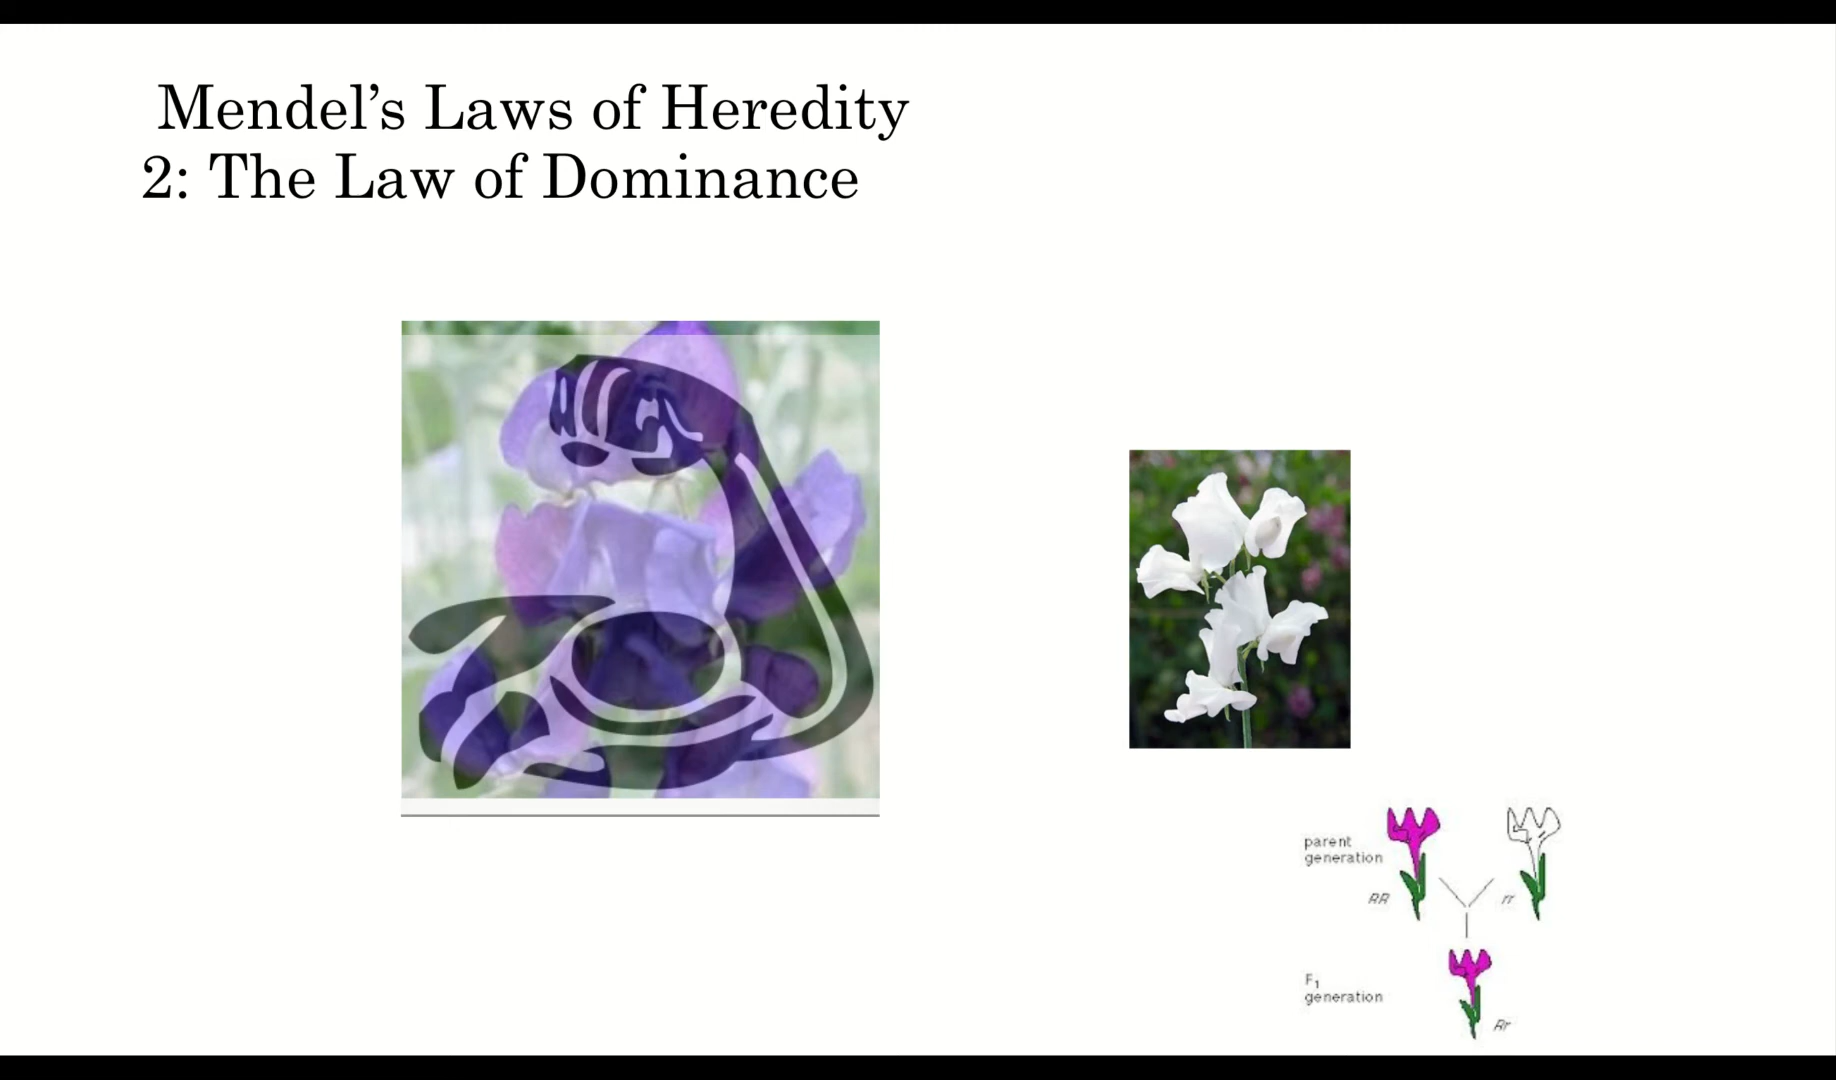 Mendel’s Laws of Heredity
2: The Law of Dominance
parent
generation
RR
rr
F1
generation
Rr